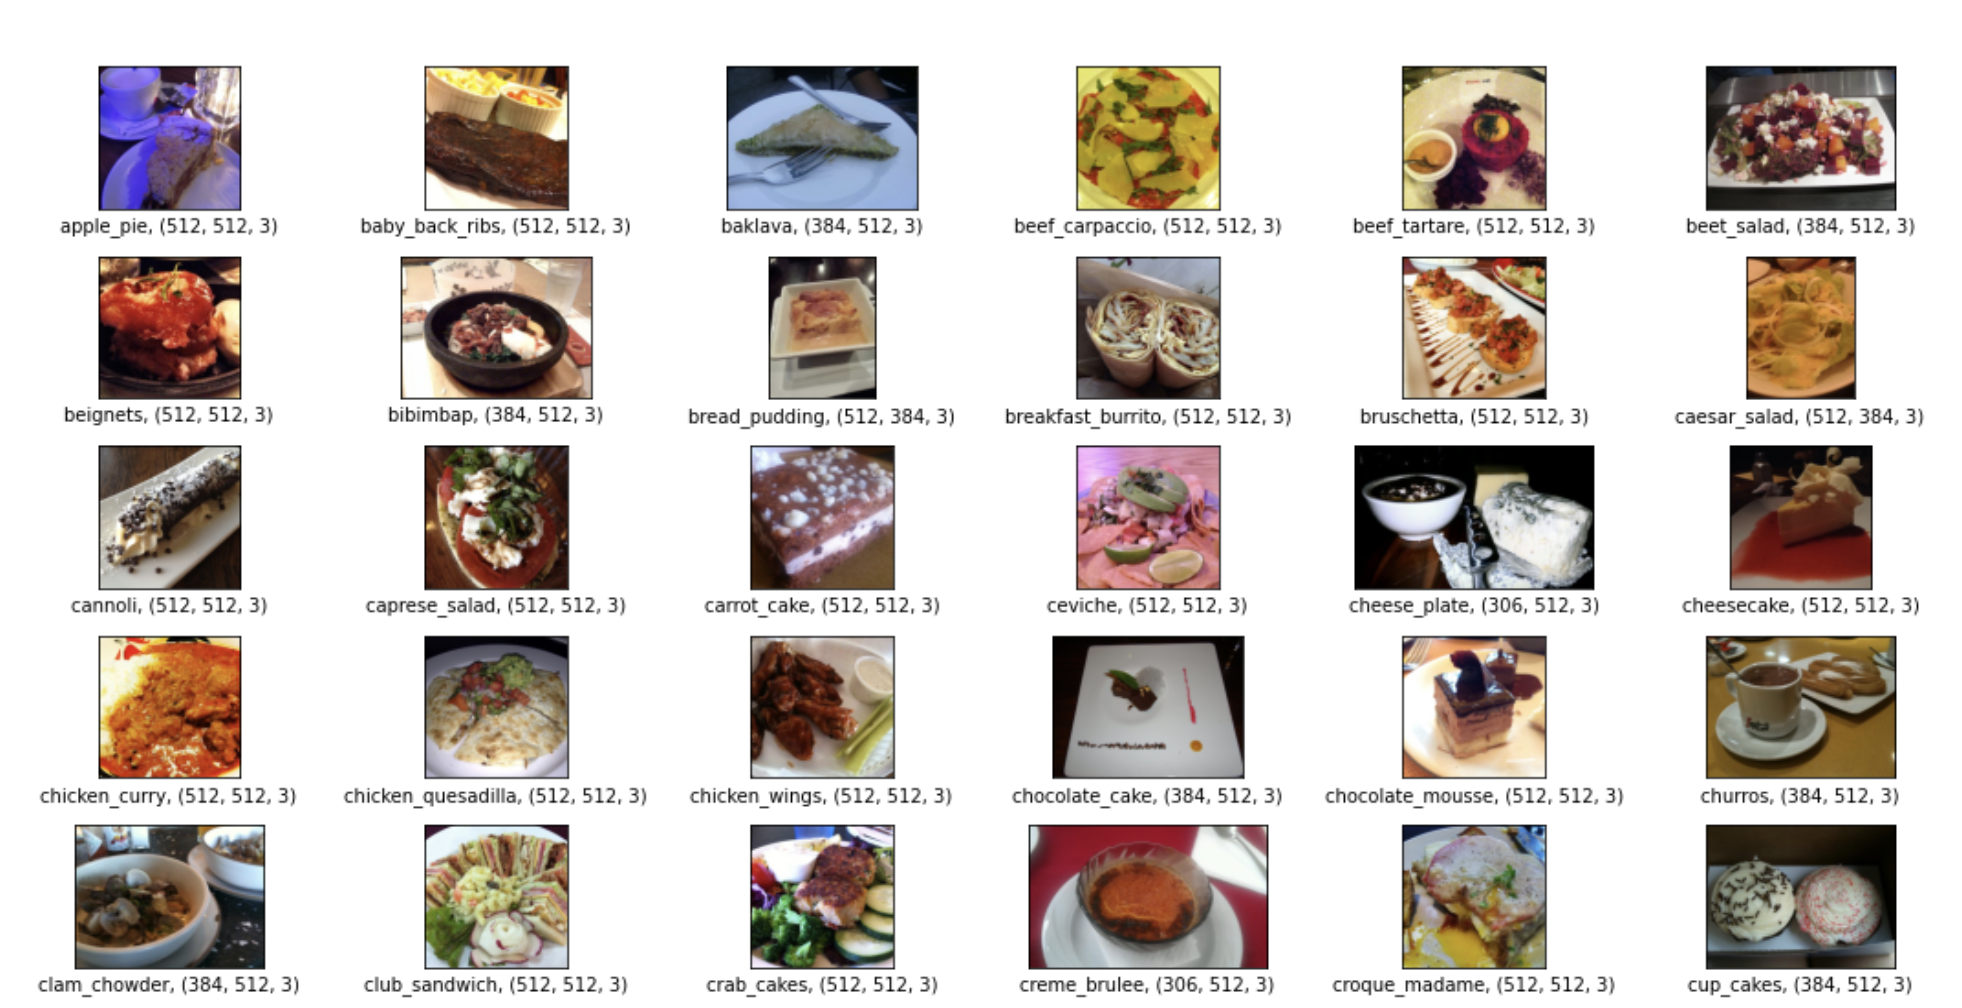 apple_pie, (512, 512, 3)
baby_back_ribs, (512, 512, 3)
baklava, (384, 512, 3)
beef_carpaccio, (512, 512, 3)
beef_tartare, (512, 512, 3)
beet_salad, (384, 512, 3)
beignets, (512, 512, 3)
bibimbap, (384, 512, 3)
bread_pudding, (512, 384, 3)
breakfast_burrito, (512, 512, 3)
bruschetta, (512, 512, 3)
caesar_salad, (512, 384, 3)
cannoli, (512, 512, 3)
caprese_salad, (512, 512, 3)
carrot_cake, (512, 512, 3)
ceviche, (512, 512, 3)
cheese_plate, (306, 512, 3)
cheesecake, (512, 512, 3)
chicken_curry, (512, 512, 3)
chicken_quesadilla, (512, 512, 3)
chicken_wings, (512, 512, 3)
chocolate_cake, (384, 512, 3)
chocolate_mousse, (512, 512, 3)
churros, (384, 512, 3)
clam_chowder, (384, 512, 3)
club_sandwich, (512, 512, 3)
crab_cakes, (512, 512, 3)
creme_brulee, (306, 512, 3)
croque_madame, (512, 512, 3)
cup_cakes, (384, 512, 3)